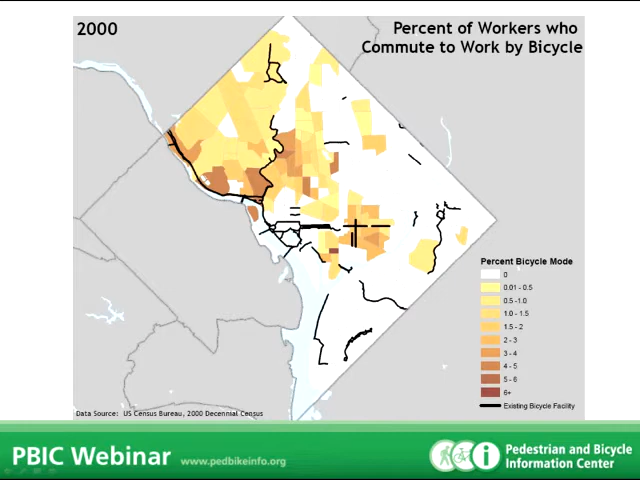 2000
Percent of Workers who
Commute to Work by Bicycle
Percent Bicycle Mode
0
0.01 - 0.5
0.5-1.0
1.0 - 1.5
1.5 - 2
2 - 3
3 - 4
4 - 5
5 - 6
6+
Existing Bicycle Facility
Data Source: US Census Bureau, 2000 Decennial Census
PBIC Webinar www.pedbikeinfo.org
Pedestrian and Bicycle
Information Center